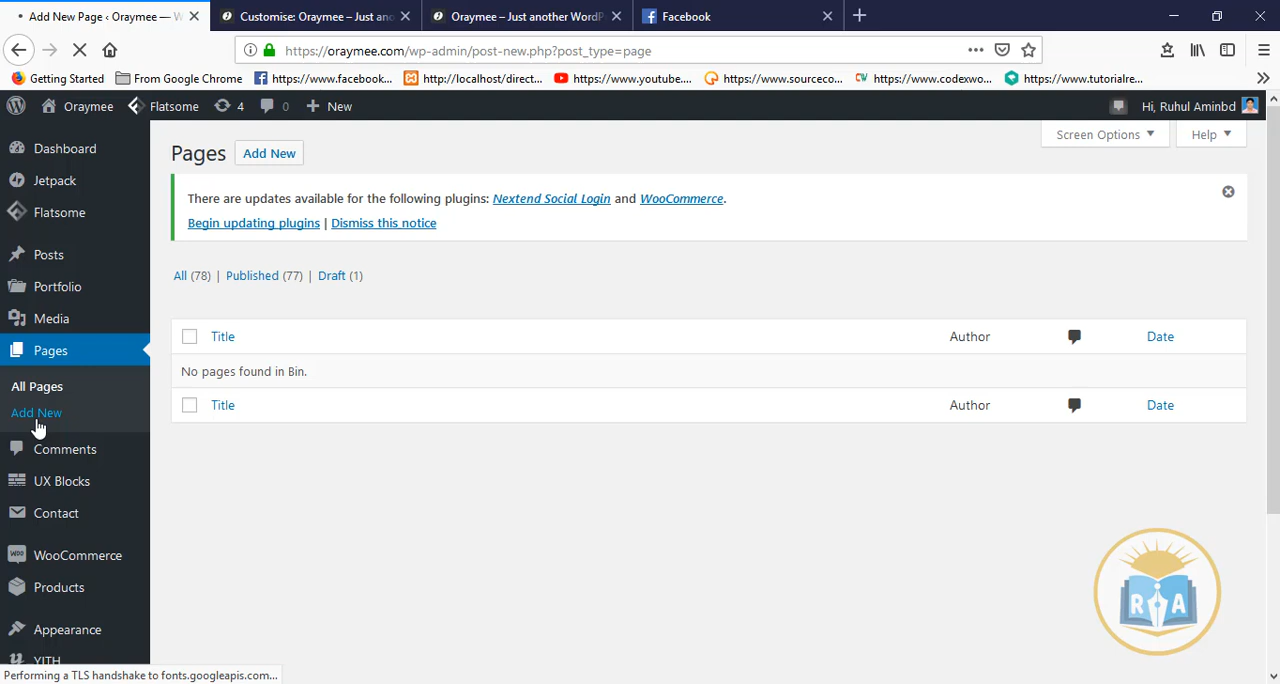 Add New Page ‹ Oraymee — W
Customise: Oraymee – Just ano
Oraymee – Just another WordP
Facebook
https://oraymee.com/wp-admin/post-new.php?post_type=page
Getting Started
From Google Chrome
https://www.facebook...
http://localhost/direct...
https://www.youtube....
https://www.sourceco...
https://www.codexwo...
https://www.tutorialre...
Oraymee
Flatsome
4
0
New
Hi, Ruhul Aminbd
Dashboard
Jetpack
Flatsome
Posts
Portfolio
Media
Pages
All Pages
Add New
Comments
UX Blocks
Contact
WooCommerce
Products
Appearance
YITH
Screen Options
Help
Pages
Add New
There are updates available for the following plugins: Nextend Social Login and WooCommerce.
Begin updating plugins | Dismiss this notice
All (78) | Published (77) | Draft (1)
Title Author Date
No pages found in Bin.
Title Author Date
R A
Performing a TLS handshake to fonts.googleapis.com...